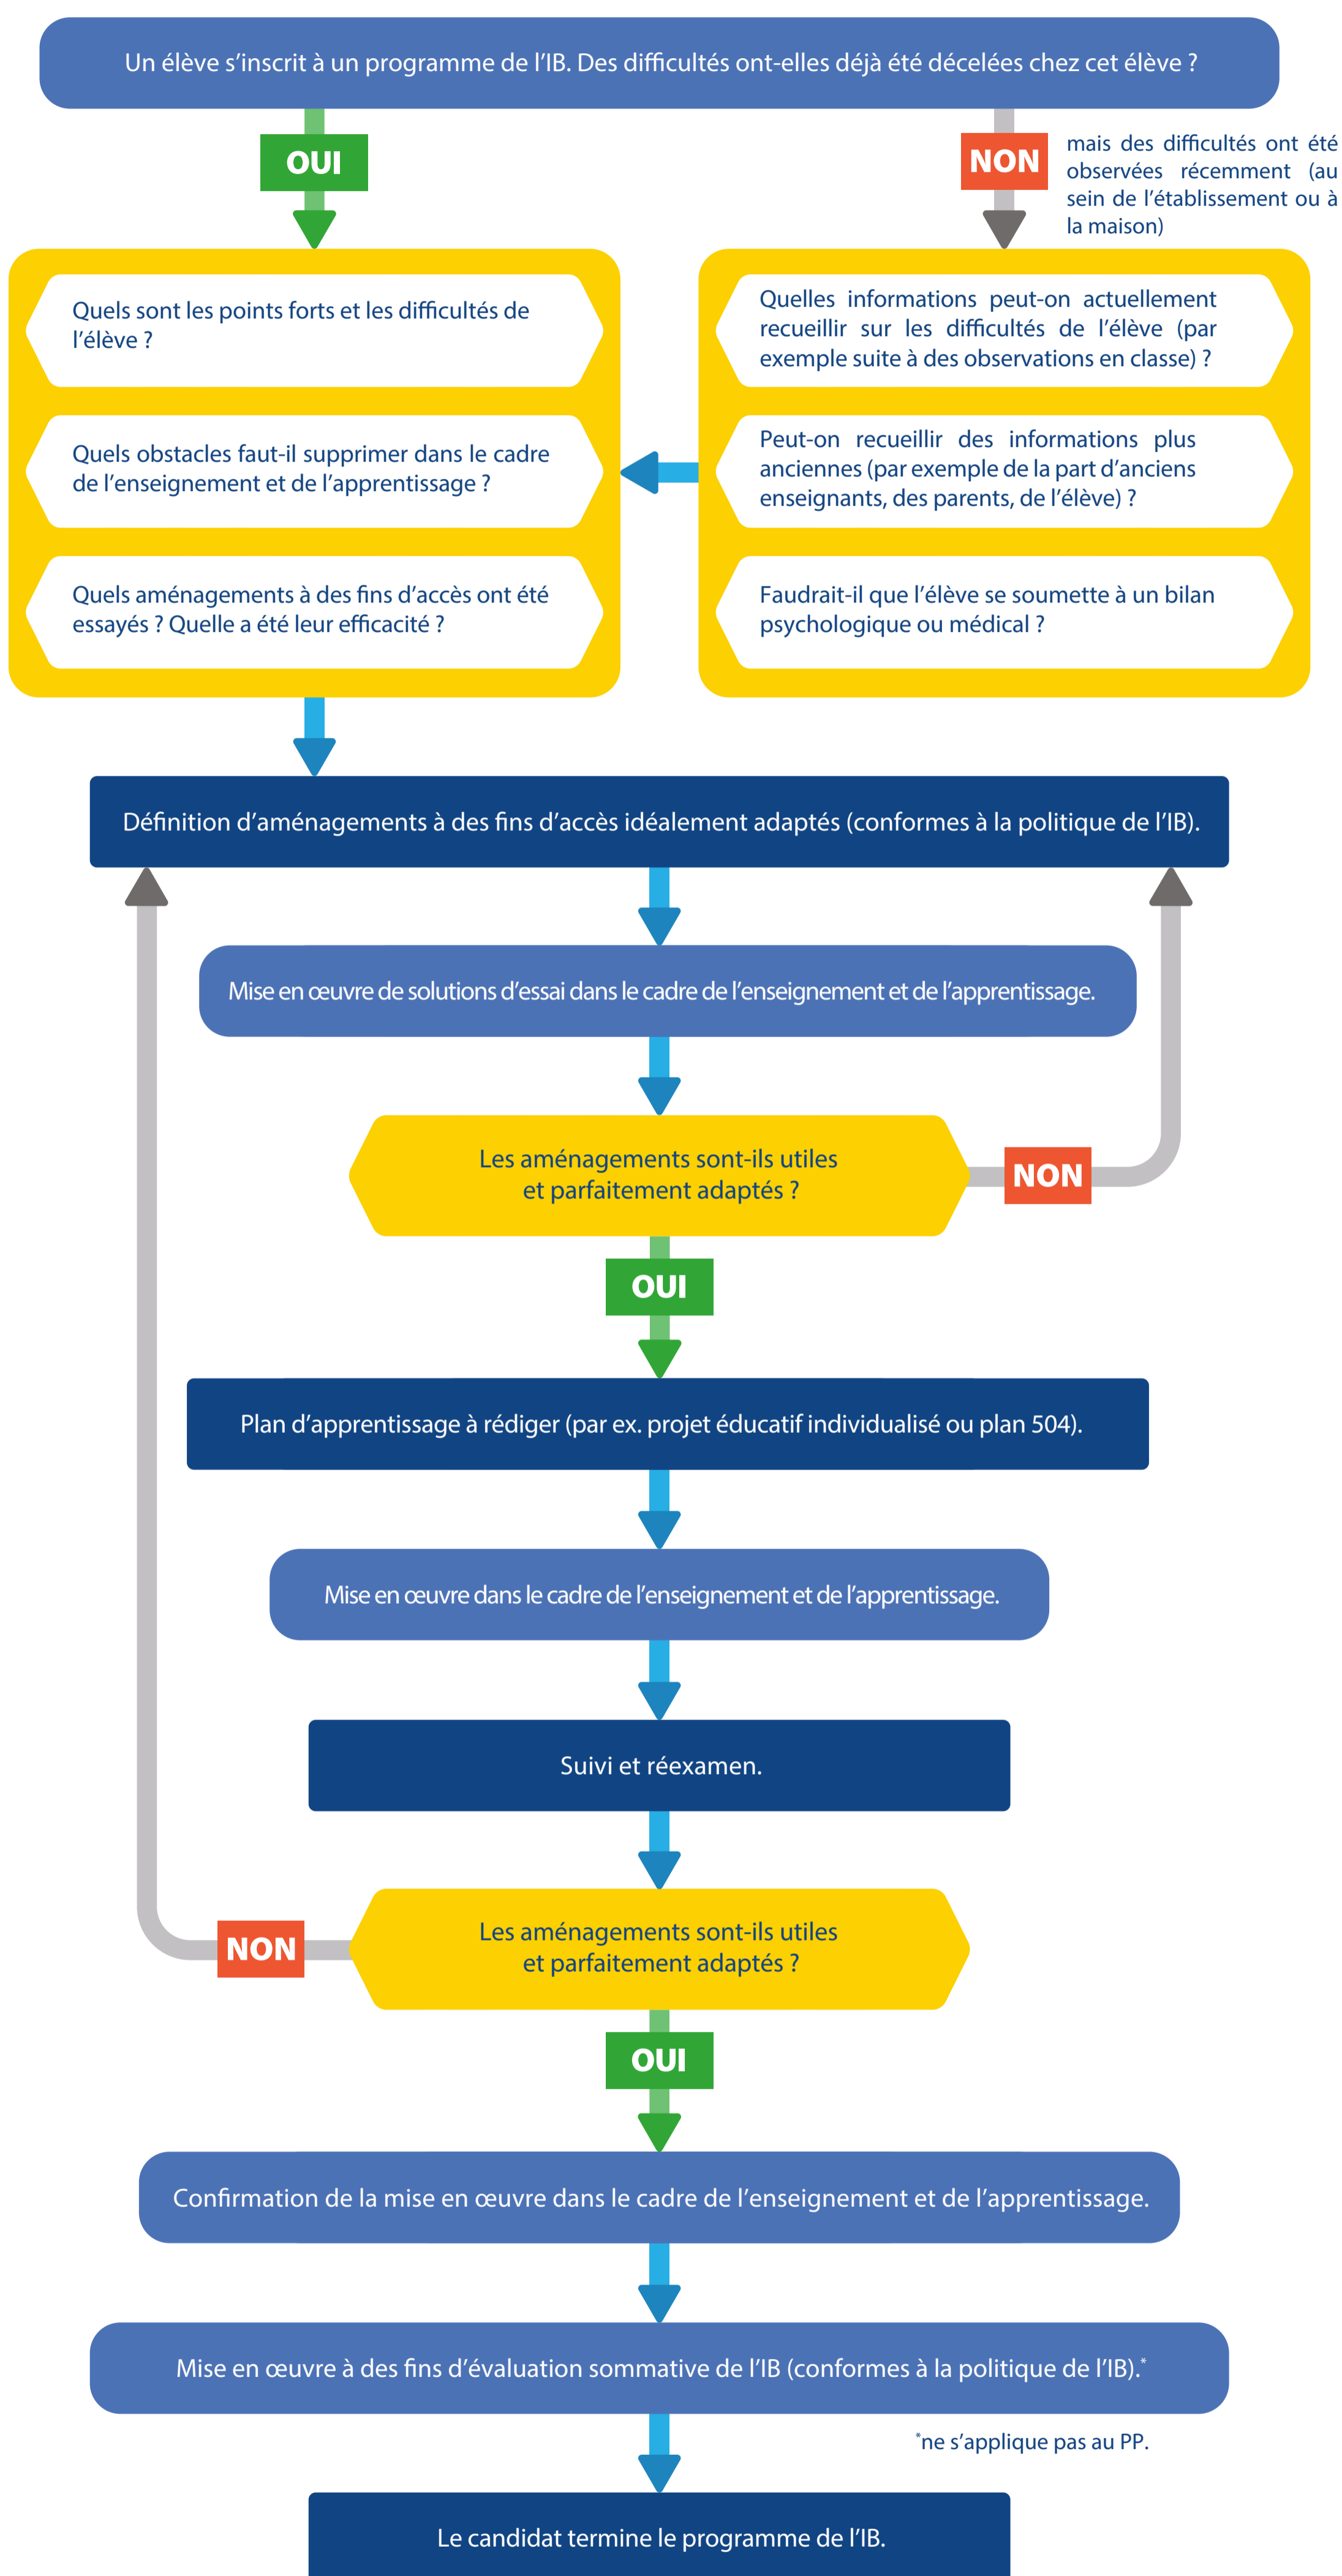 Un élève s’inscrit à un programme de l’IB. Des difficultés ont-elles déjà été décelées chez cet élève ?
OUI
NON
mais des difficultés ont été
observées récemment (au
sein de l’établissement ou à
la maison)
Quels sont les points forts et les difficultés de
l’élève ?
Quels obstacles faut-il supprimer dans le cadre
de l’enseignement et de l’apprentissage ?
Quels aménagements à des fins d’accès ont été
essayés ? Quelle a été leur efficacité ?
Quelles informations peut-on actuellement
recueillir sur les difficultés de l’élève (par
exemple suite à des observations en classe) ?
Peut-on recueillir des informations plus
anciennes (par exemple de la part d’anciens
enseignants, des parents, de l’élève) ?
Faudrait-il que l’élève se soumette à un bilan
psychologique ou médical ?
Définition d’aménagements à des fins d’accès idéalement adaptés (conformes à la politique de l’IB).
Mise en œuvre de solutions d’essai dans le cadre de l’enseignement et de l’apprentissage.
Les aménagements sont-ils utiles
et parfaitement adaptés ?
NON
OUI
Plan d’apprentissage à rédiger (par ex. projet éducatif individualisé ou plan 504).
Mise en œuvre dans le cadre de l’enseignement et de l’apprentissage.
Suivi et réexamen.
Les aménagements sont-ils utiles
et parfaitement adaptés ?
NON
OUI
Confirmation de la mise en œuvre dans le cadre de l’enseignement et de l’apprentissage.
Mise en œuvre à des fins d’évaluation sommative de l’IB (conformes à la politique de l’IB).*
*ne s’applique pas au PP.
Le candidat termine le programme de l’IB.